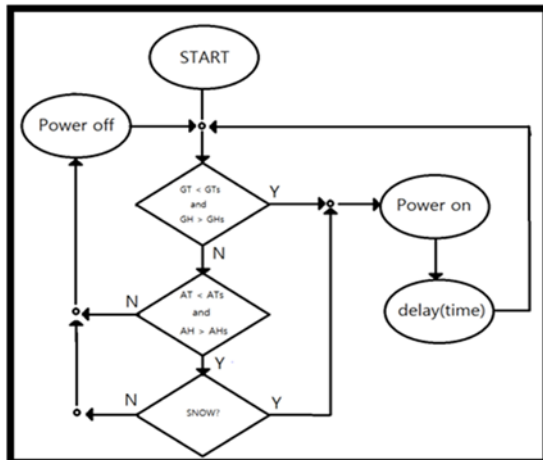 START
Power off
GT < GTs
and
GH > GHs
Y
Power on
N
AT < ATs
and
AH > AHs
N
delay(time)
Y
SNOW?
N
Y